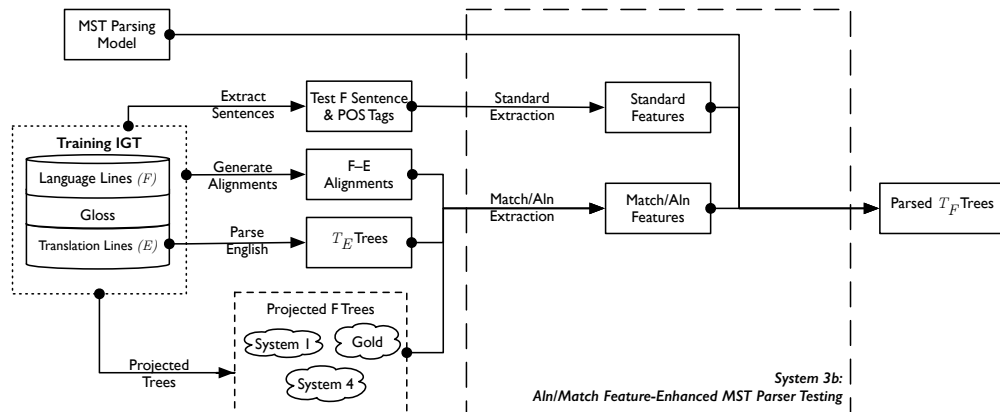 MST Parsing
Model
Extract
Sentences
Test F Sentence
& POS Tags
Standard
Extraction
Standard
Features
Training IGT
Language Lines (F)
Gloss
Translation Lines (E)
Generate
Alignments
F–E
Alignments
Match/Aln
Extraction
Match/Aln
Features
Parsed T_F Trees
Parse
English
T_E Trees
Projected F Trees
System 1
Gold
System 4
Projected
Trees
System 3b:
Aln/Match Feature-Enhanced MST Parser Testing